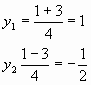 y₁ = (1 + 3)/4 = 1
y₂ (1 − 3)/4 = −1/2